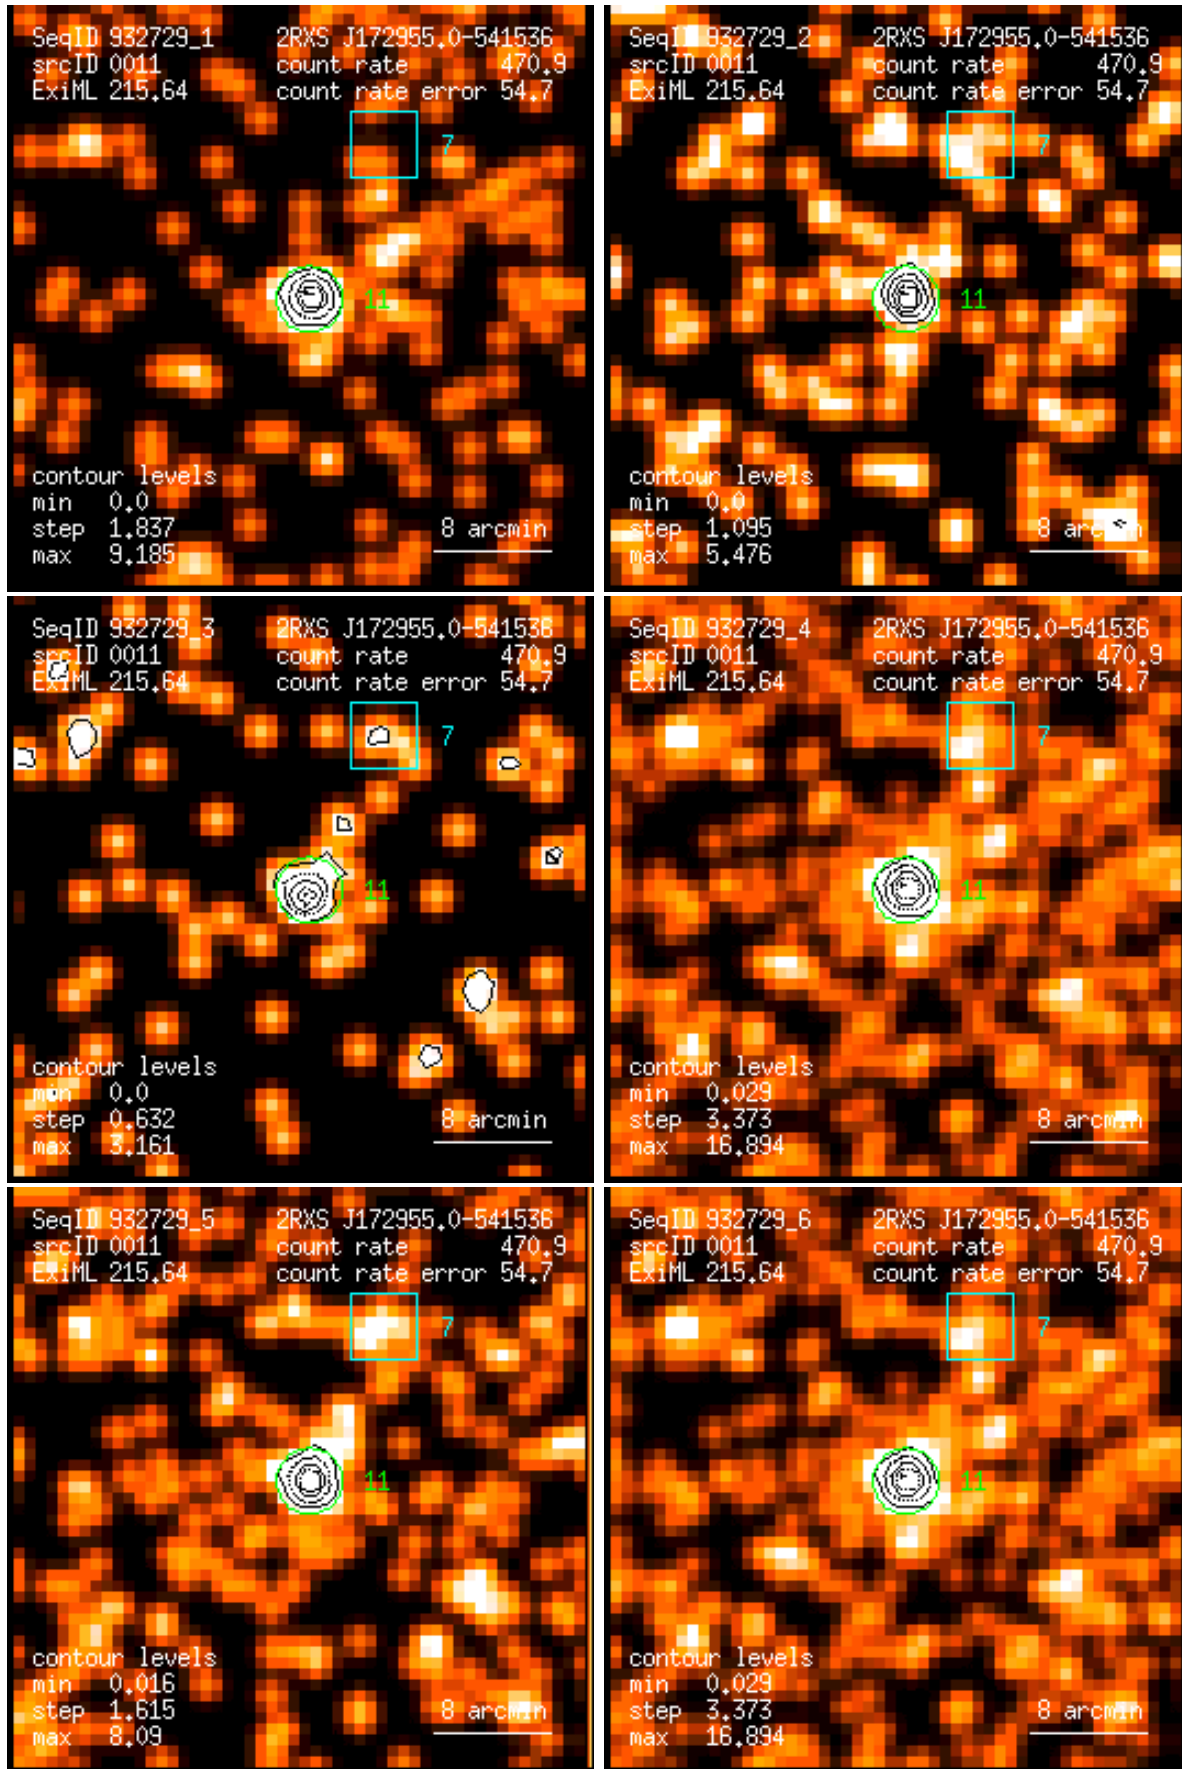 SeqID 932729_1 2RXS J172955.0-541536
srcID 0011 count rate 470.9
ExiML 215.64 count rate error 54.7
7
11
contour levels
min 0.0
step 1.837 8 arcmin
max 9.185
SeqID 932729_2 2RXS J172955.0-541536
srcID 0011 count rate 470.9
ExiML 215.64 count rate error 54.7
7
11
contour levels
min 0.0
step 1.095 8 arcmin
max 5.476
SeqID 932729_3 2RXS J172955.0-541536
srcID 0011 count rate 470.9
ExiML 215.64 count rate error 54.7
7
11
contour levels
min 0.0
step 0.632 8 arcmin
max 3.161
SeqID 932729_4 2RXS J172955.0-541536
srcID 0011 count rate 470.9
ExiML 215.64 count rate error 54.7
7
11
contour levels
min 0.029
step 3.373 8 arcmin
max 16.894
SeqID 932729_5 2RXS J172955.0-541536
srcID 0011 count rate 470.9
ExiML 215.64 count rate error 54.7
7
11
contour levels
min 0.016
step 1.615 8 arcmin
max 8.09
SeqID 932729_6 2RXS J172955.0-541536
srcID 0011 count rate 470.9
ExiML 215.64 count rate error 54.7
7
11
contour levels
min 0.029
step 3.373 8 arcmin
max 16.894